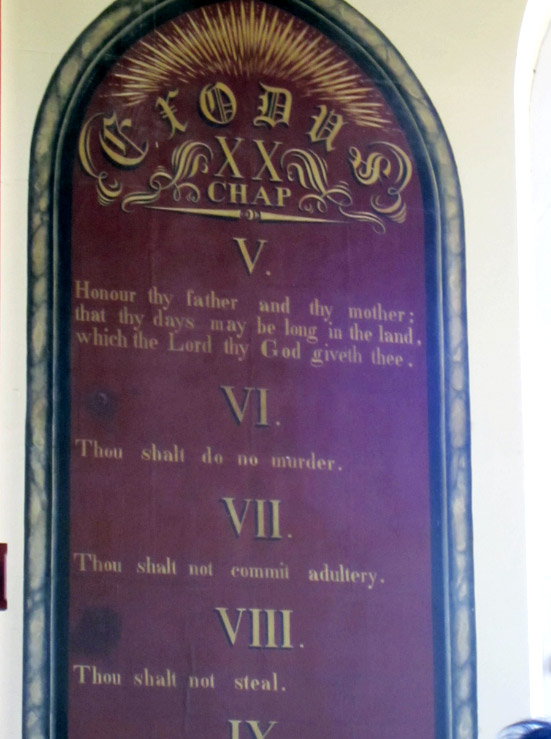 EXODUS
XX
CHAP
V.
Honour thy father and thy mother;
that thy days may be long in the land,
which the Lord thy God giveth thee.
VI.
Thou shalt do no murder.
VII.
Thou shalt not commit adultery.
VIII.
Thou shalt not steal.
IX